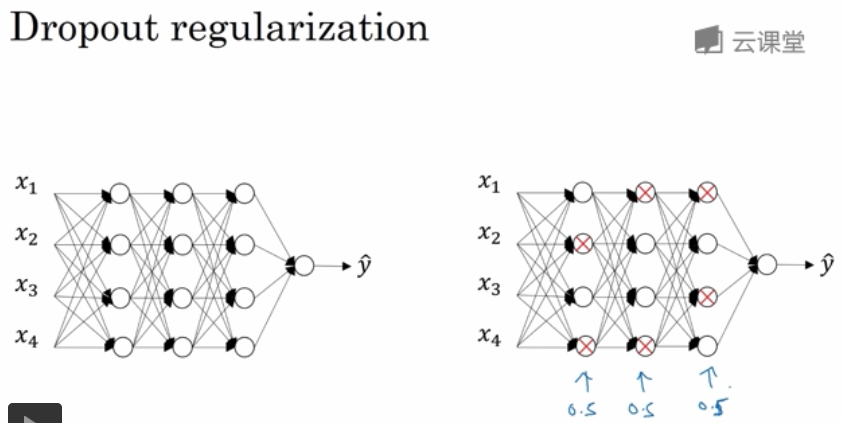 Dropout regularization
云课堂
x₁
x₂
x₃
x₄
ŷ
x₁
x₂
x₃
x₄
ŷ
0.5 0.5 0.5